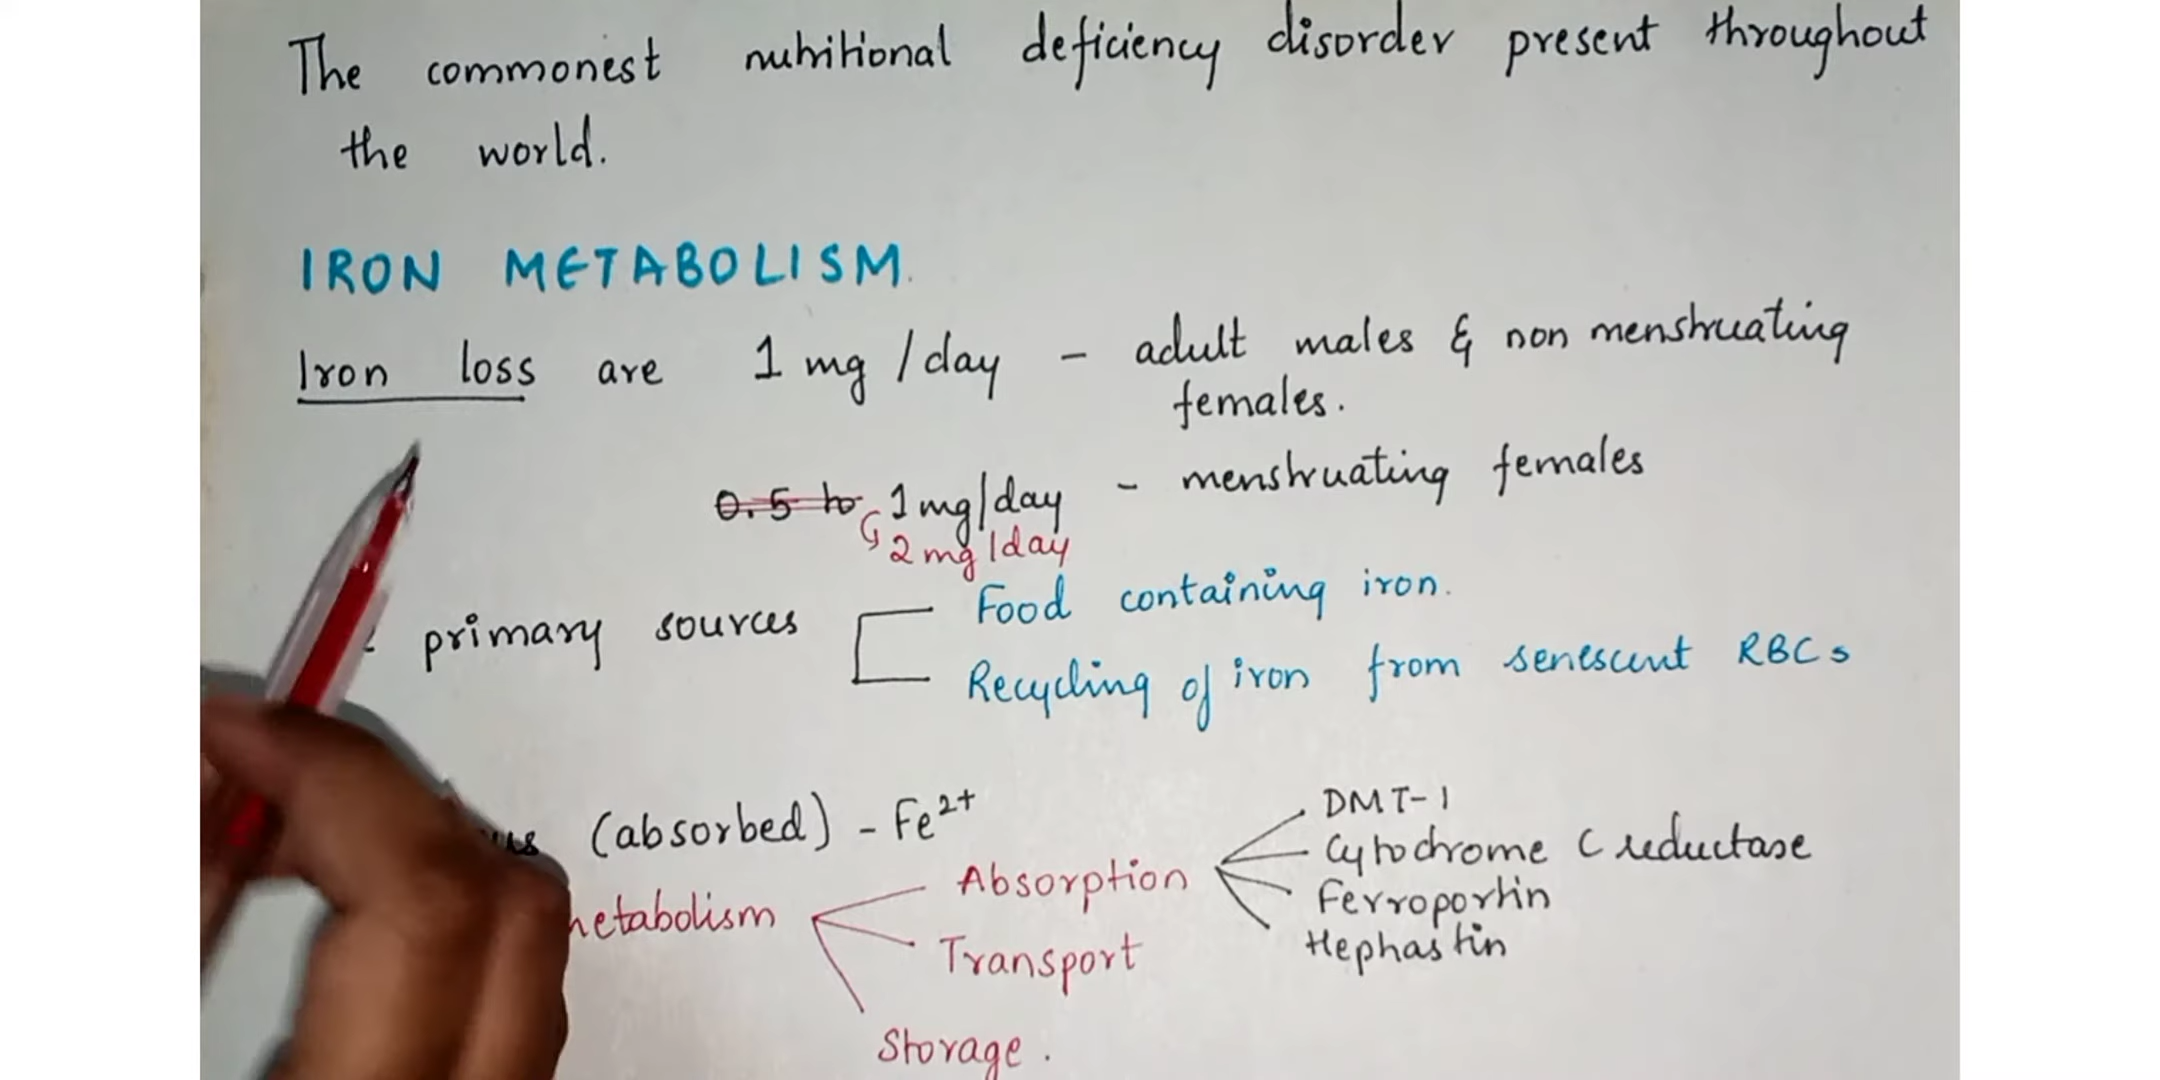 The commonest nutritional deficiency disorder present throughout
the world.
IRON METABOLISM.
Iron loss are 1 mg / day - adult males & non menstruating
females.
0.5 to 1 mg/day - menstruating females
2 mg/day
primary sources
Food containing iron.
Recycling of iron from senescent RBCs
(absorbed) - Fe²⁺
metabolism
Absorption
Transport
Storage.
DMT-1
Cytochrome C reductase
Ferroportin
Hephastin